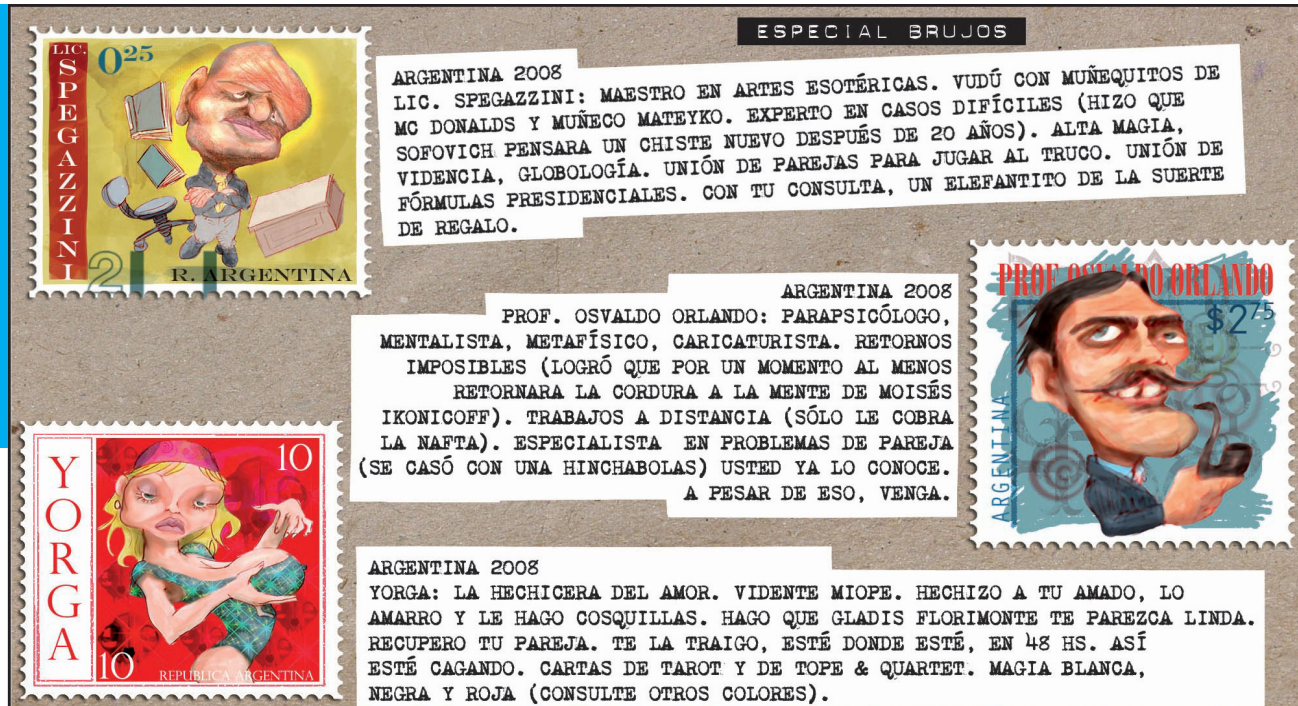 ESPECIAL BRUJOS
LIC.
SPEGAZZINI
0.25
R. ARGENTINA
ARGENTINA 2008
LIC. SPEGAZZINI: MAESTRO EN ARTES ESOTÉRICAS. VUDÚ CON MUÑEQUITOS DE
MC DONALDS Y MUÑECO MATEYKO. EXPERTO EN CASOS DIFÍCILES (HIZO QUE
SOFOVICH PENSARA UN CHISTE NUEVO DESPUÉS DE 20 AÑOS). ALTA MAGIA,
VIDENCIA, GLOBOLOGÍA. UNIÓN DE PAREJAS PARA JUGAR AL TRUCO. UNIÓN DE
FÓRMULAS PRESIDENCIALES. CON TU CONSULTA, UN ELEFANTITO DE LA SUERTE
DE REGALO.
ARGENTINA 2008
PROF. OSVALDO ORLANDO: PARAPSICÓLOGO,
MENTALISTA, METAFÍSICO, CARICATURISTA. RETORNOS
IMPOSIBLES (LOGRÓ QUE POR UN MOMENTO AL MENOS
RETORNARA LA CORDURA A LA MENTE DE MOISÉS
IKONICOFF). TRABAJOS A DISTANCIA (SÓLO LE COBRA
LA NAFTA). ESPECIALISTA EN PROBLEMAS DE PAREJA
(SE CASÓ CON UNA HINCHABOLAS) USTED YA LO CONOCE.
A PESAR DE ESO, VENGA.
PROF. OSVALDO ORLANDO
$2 75
ARGENTINA
YORGA
10
10
REPUBLICA ARGENTINA
ARGENTINA 2008
YORGA: LA HECHICERA DEL AMOR. VIDENTE MIOPE. HECHIZO A TU AMADO, LO
AMARRO Y LE HAGO COSQUILLAS. HAGO QUE GLADIS FLORIMONTE TE PAREZCA LINDA.
RECUPERO TU PAREJA. TE LA TRAIGO, ESTÉ DONDE ESTÉ, EN 48 HS. ASÍ
ESTÉ CAGANDO. CARTAS DE TAROT Y DE TOPE & QUARTET. MAGIA BLANCA,
NEGRA Y ROJA (CONSULTE OTROS COLORES).